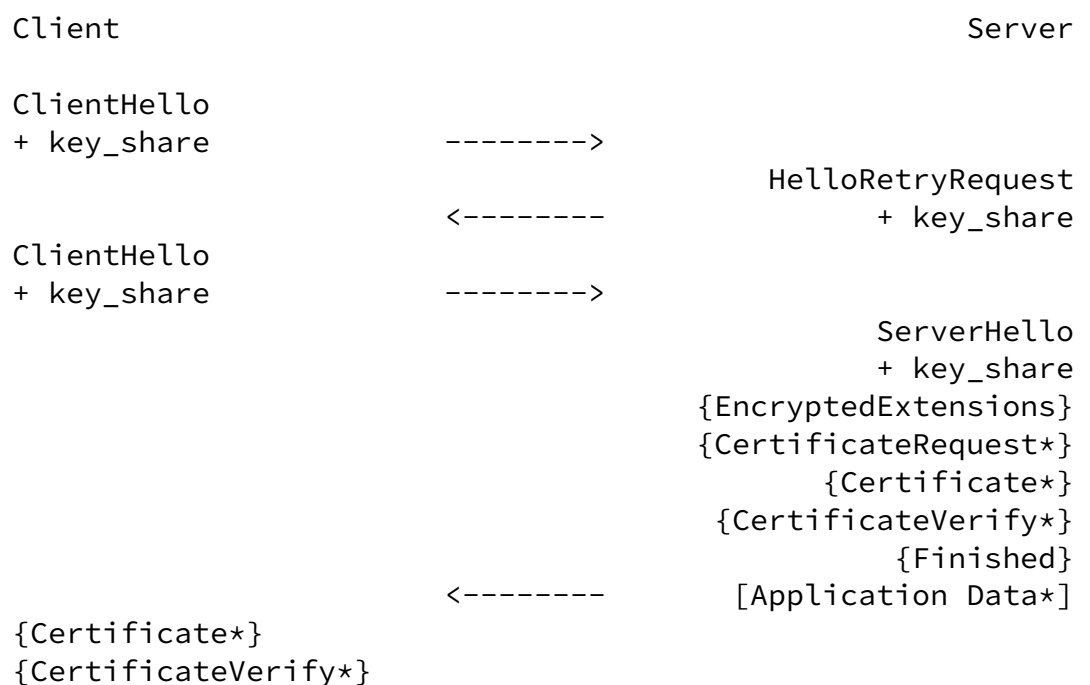 Client Server
ClientHello
+ key_share -------->
HelloRetryRequest
<-------- + key_share
ClientHello
+ key_share -------->
ServerHello
+ key_share
{EncryptedExtensions}
{CertificateRequest*}
{Certificate*}
{CertificateVerify*}
{Finished}
<-------- [Application Data*]
{Certificate*}
{CertificateVerify*}